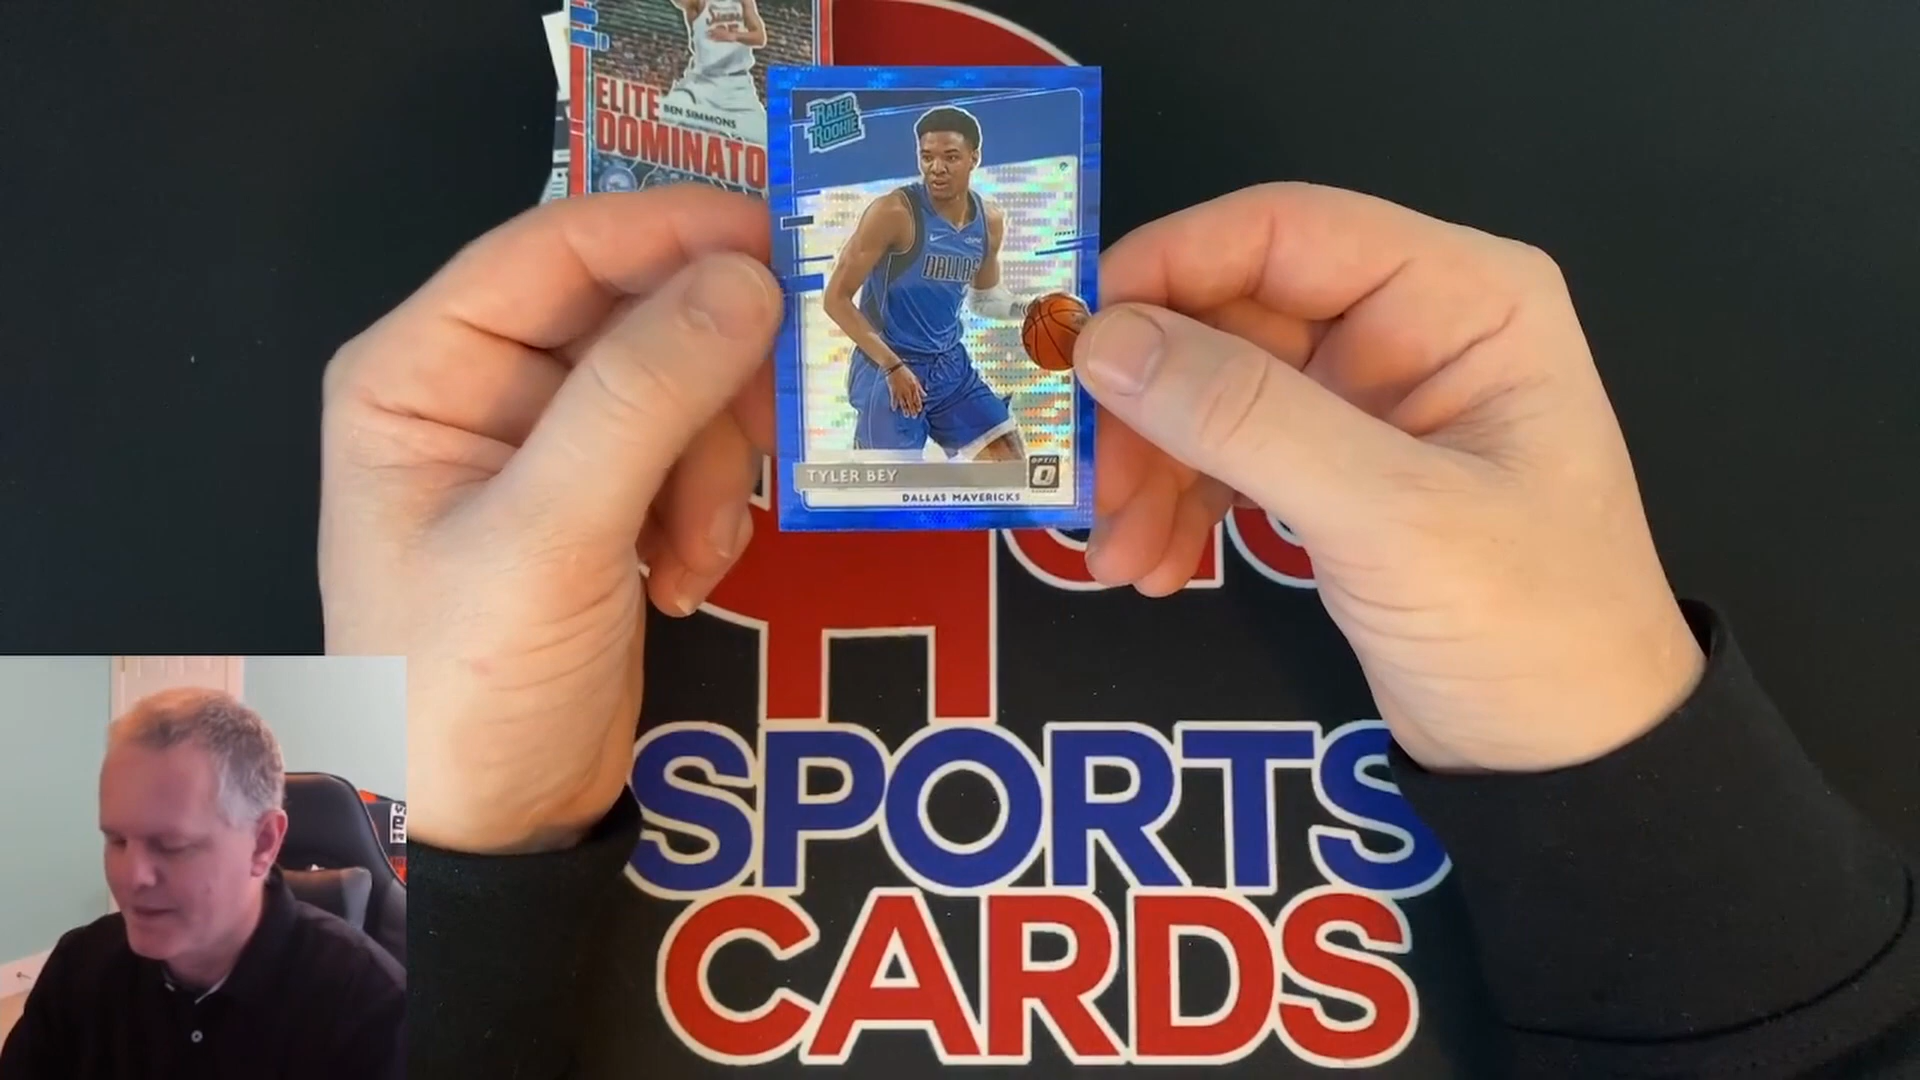 ELITE
BEN SIMMONS
DOMINATO
RATED
ROOKIE
DALLAS
TYLER BEY
OPTIC
DALLAS MAVERICKS
SPORTS
CARDS